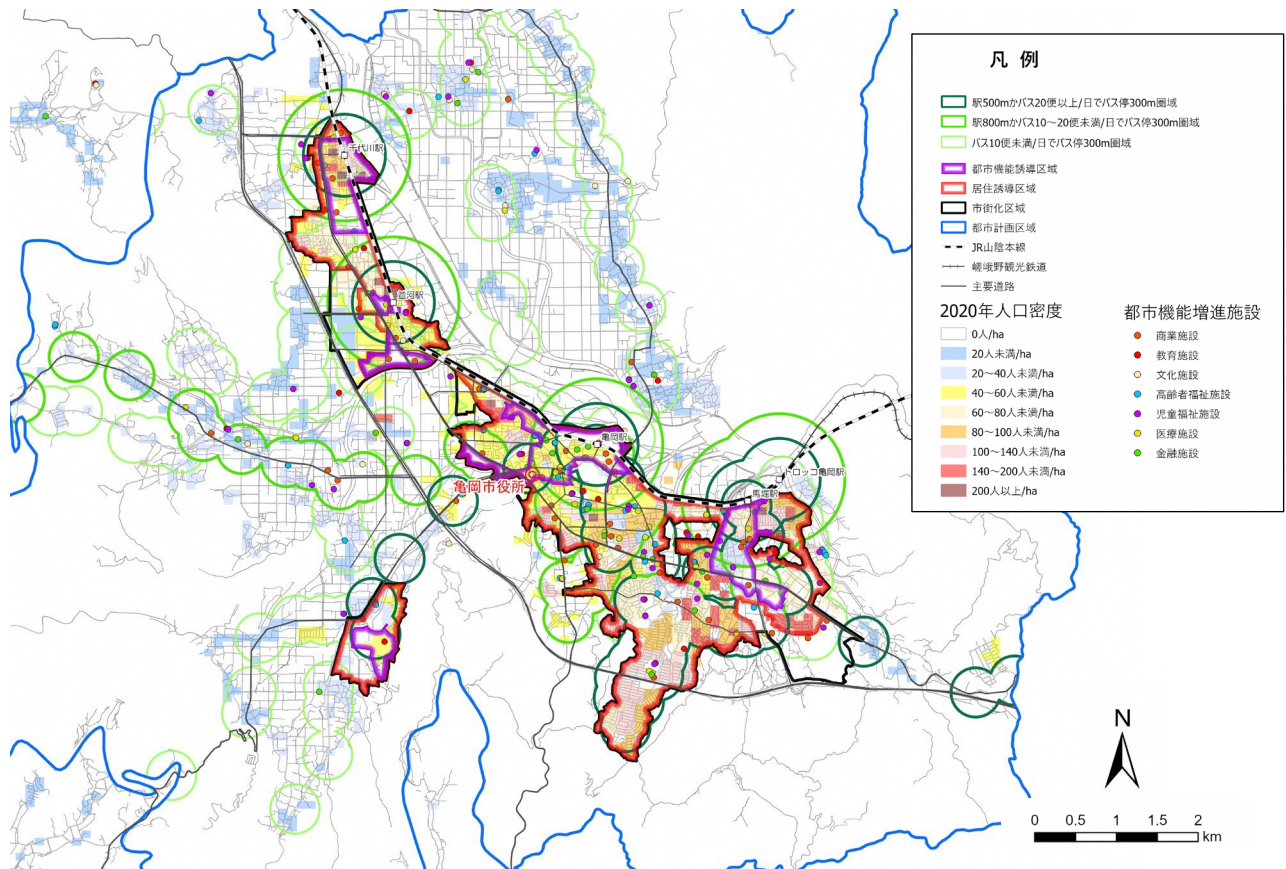 凡 例
駅500mかバス20便以上/日でバス停300m圏域
駅800mかバス10～20便未満/日でバス停300m圏域
バス10便未満/日でバス停300m圏域
都市機能誘導区域
居住誘導区域
市街化区域
都市計画区域
JR山陰本線
嵯峨野観光鉄道
主要道路
2020年人口密度
0人/ha
20人未満/ha
20～40人未満/ha
40～60人未満/ha
60～80人未満/ha
80～100人未満/ha
100～140人未満/ha
140～200人未満/ha
200人以上/ha
都市機能増進施設
商業施設
教育施設
文化施設
高齢者福祉施設
児童福祉施設
医療施設
金融施設
千代川駅
並河駅
亀岡駅
亀岡市役所
トロッコ亀岡駅
馬堀駅
N
0 0.5 1 1.5 2
km